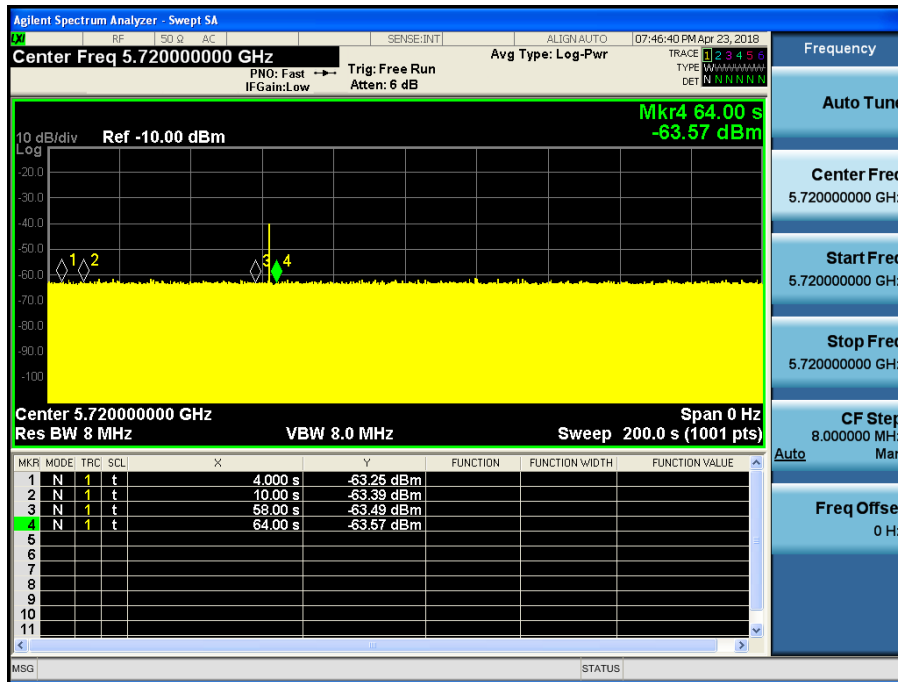 Agilent Spectrum Analyzer - Swept SA
LXI RF 50 Ω AC SENSE:INT ALIGN AUTO 07:46:40 PM Apr 23, 2018
Center Freq 5.720000000 GHz
PNO: Fast
IFGain:Low
Trig: Free Run
Atten: 6 dB
Avg Type: Log-Pwr
TRACE 1 2 3 4 5 6
TYPE WWWWWW
DET N N N N N N
Frequency
Auto Tune
Center Freq
5.720000000 GHz
Start Freq
5.720000000 GHz
Stop Freq
5.720000000 GHz
CF Step
8.000000 MHz
Auto Man
Freq Offset
0 Hz
Mkr4 64.00 s
-63.57 dBm
10 dB/div Ref -10.00 dBm
Log
-20.0
-30.0
-40.0
-50.0
-60.0
-70.0
-80.0
-90.0
-100
1 2 3 4
Center 5.720000000 GHz Span 0 Hz
Res BW 8 MHz VBW 8.0 MHz Sweep 200.0 s (1001 pts)
MKR MODE TRC SCL X Y FUNCTION FUNCTION WIDTH FUNCTION VALUE
1 N 1 t 4.000 s -63.25 dBm
2 N 1 t 10.00 s -63.39 dBm
3 N 1 t 58.00 s -63.49 dBm
4 N 1 t 64.00 s -63.57 dBm
5
6
7
8
9
10
11
MSG STATUS